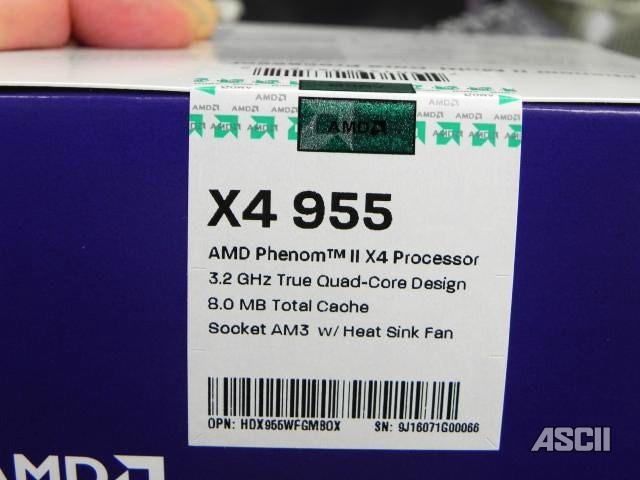 AMD
X4 955
AMD Phenom™ II X4 Processor
3.2 GHz True Quad-Core Design
8.0 MB Total Cache
Socket AM3 w/ Heat Sink Fan
OPN: HDX955WFGMBOX SN: 9J16071G00066
AMD
ASCII